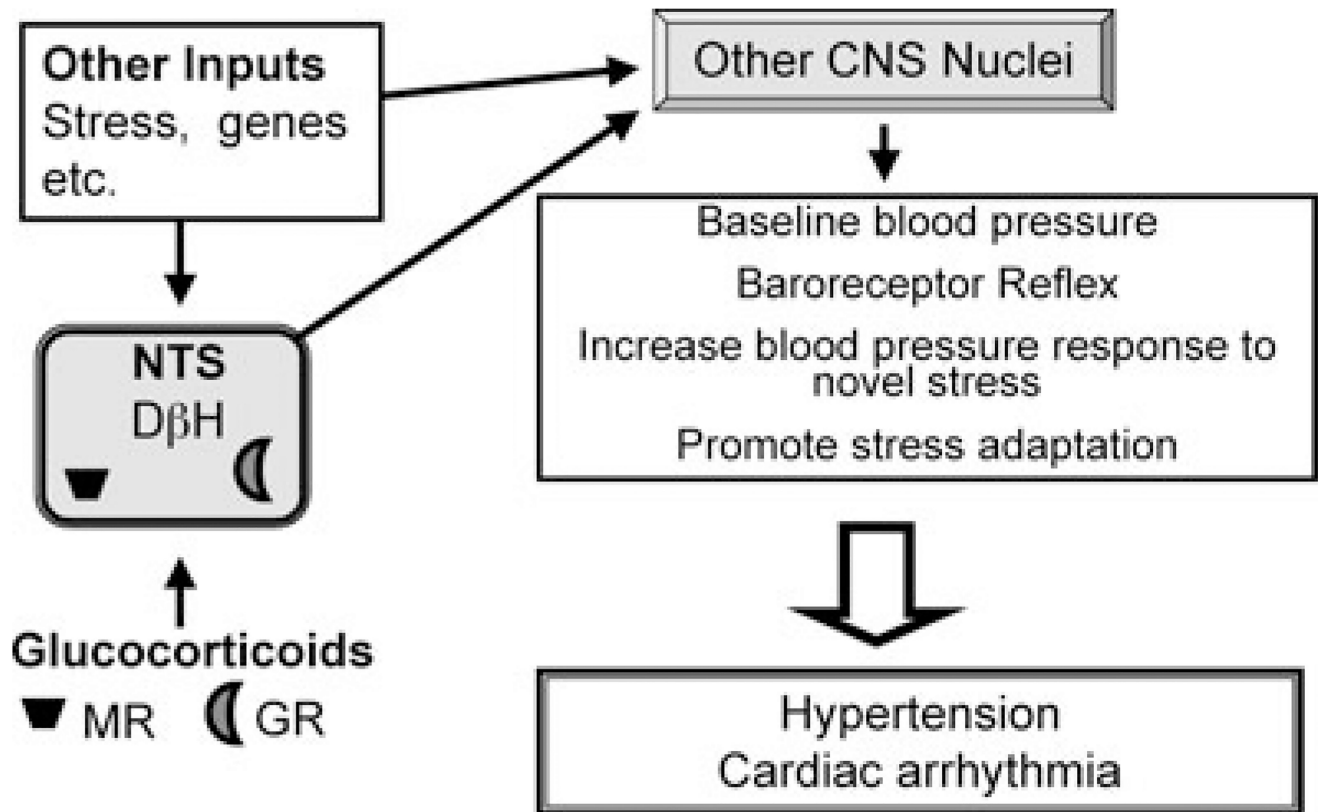 Other Inputs
Stress, genes
etc.
Other CNS Nuclei
Baseline blood pressure
Baroreceptor Reflex
Increase blood pressure response to
novel stress
Promote stress adaptation
NTS
DβH
Glucocorticoids
MR GR
Hypertension
Cardiac arrhythmia